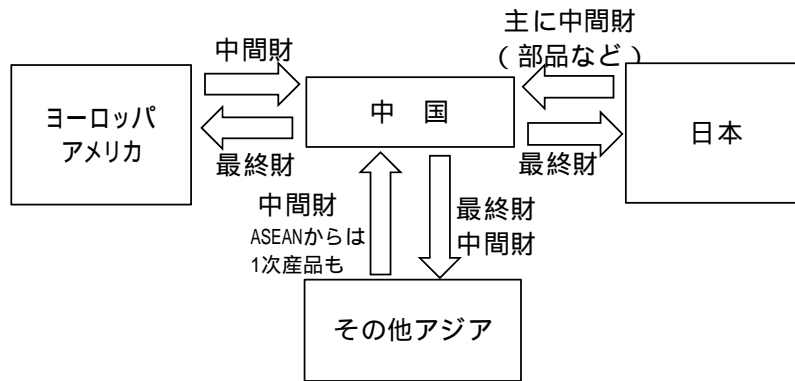 中間財
ヨーロッパ
アメリカ
最終財
中　国
主に中間財
（部品など）
最終財
日本
中間財
ASEANからは
1次産品も
最終財
中間財
その他アジア